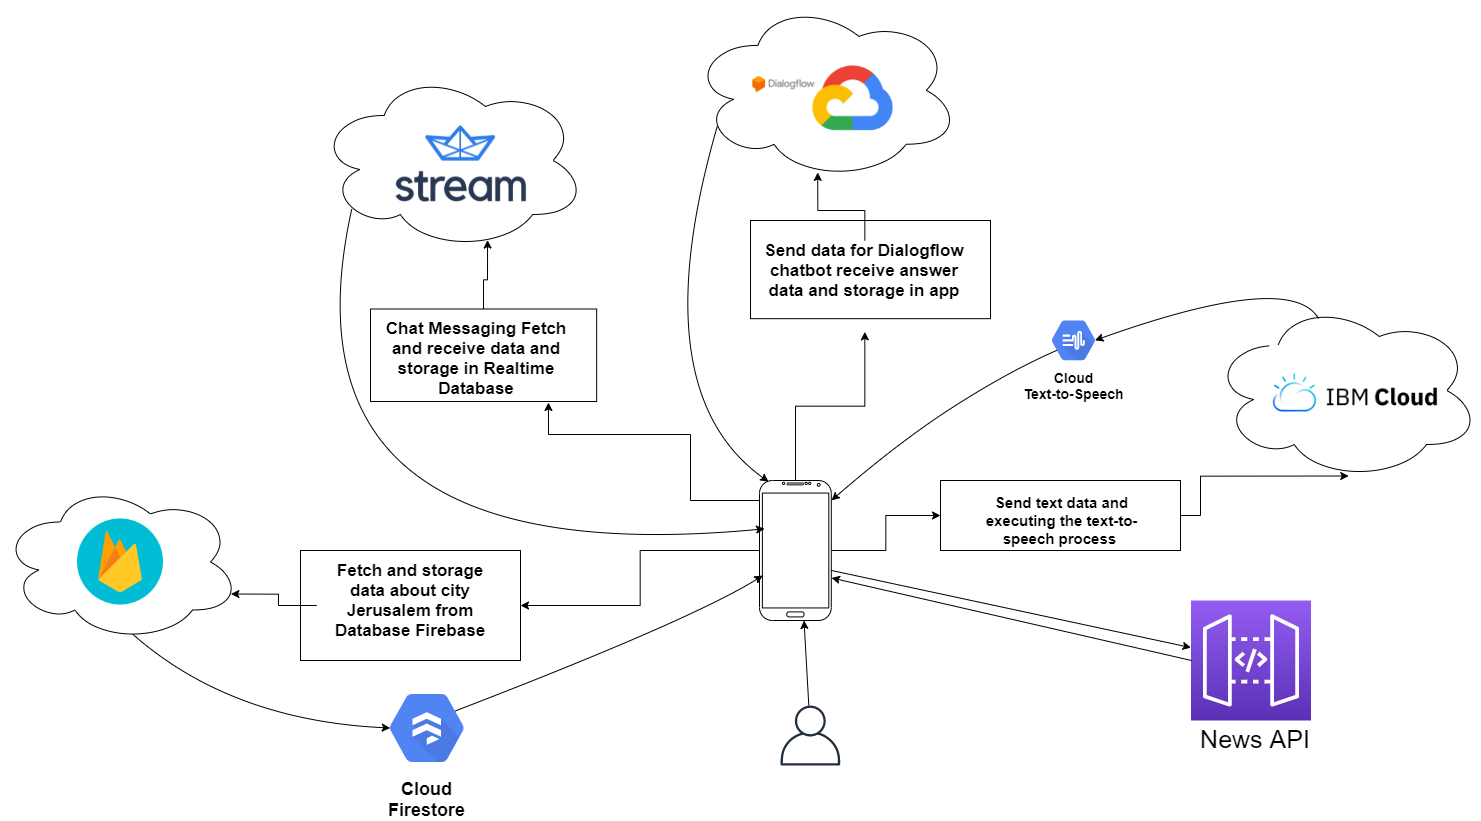 Dialogflow
stream
Send data for Dialogflow
chatbot receive answer
data and storage in app
Chat Messaging Fetch
and receive data and
storage in Realtime
Database
Cloud
Text-to-Speech
IBM Cloud
Send text data and
executing the text-to-
speech process
Fetch and storage
data about city
Jerusalem from
Database Firebase
</>
News API
Cloud
Firestore